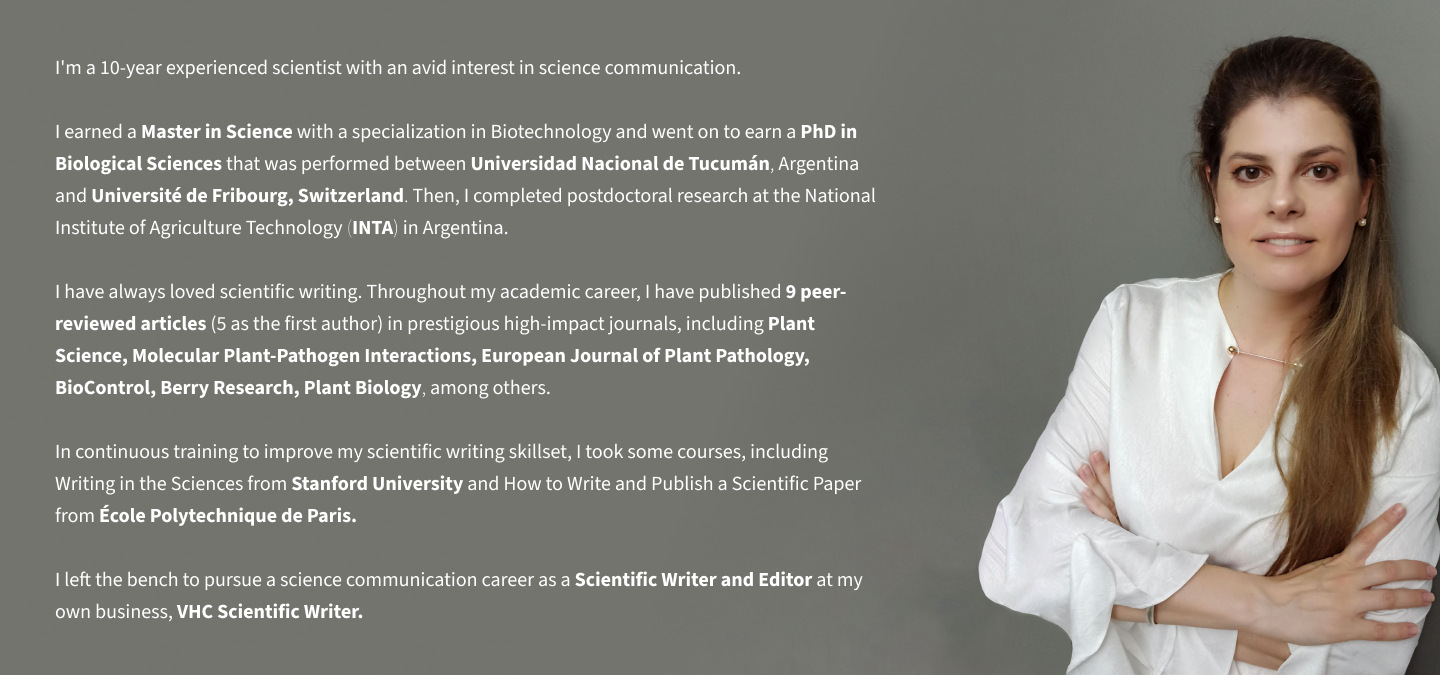 I'm a 10-year experienced scientist with an avid interest in science communication.
I earned a Master in Science with a specialization in Biotechnology and went on to earn a PhD in
Biological Sciences that was performed between Universidad Nacional de Tucumán, Argentina
and Université de Fribourg, Switzerland. Then, I completed postdoctoral research at the National
Institute of Agriculture Technology (INTA) in Argentina.
I have always loved scientific writing. Throughout my academic career, I have published 9 peer-
reviewed articles (5 as the first author) in prestigious high-impact journals, including Plant
Science, Molecular Plant-Pathogen Interactions, European Journal of Plant Pathology,
BioControl, Berry Research, Plant Biology, among others.
In continuous training to improve my scientific writing skillset, I took some courses, including
Writing in the Sciences from Stanford University and How to Write and Publish a Scientific Paper
from École Polytechnique de Paris.
I left the bench to pursue a science communication career as a Scientific Writer and Editor at my
own business, VHC Scientific Writer.